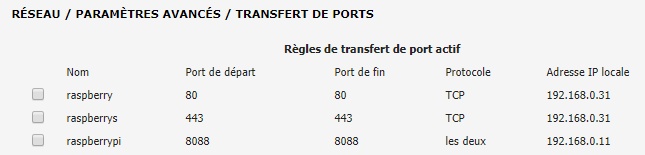 RÉSEAU / PARAMÈTRES AVANCÉS / TRANSFERT DE PORTS
Règles de transfert de port actif
Nom Port de départ Port de fin Protocole Adresse IP locale
raspberry 80 80 TCP 192.168.0.31
raspberrys 443 443 TCP 192.168.0.31
raspberrypi 8088 8088 les deux 192.168.0.11